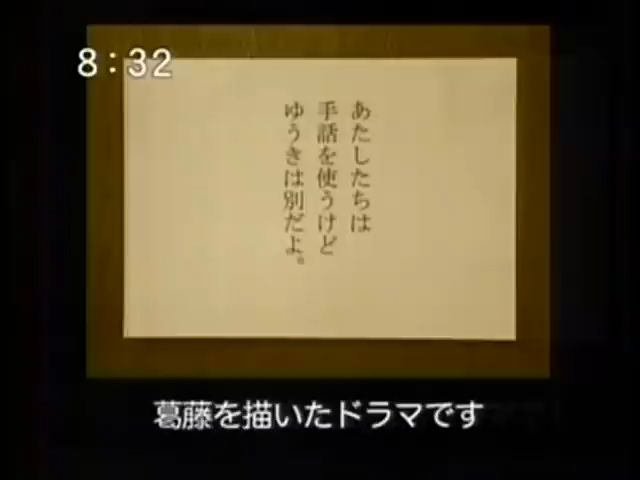 8:32
あたしたちは
手話を使うけど
ゆうきは別だよ。
葛藤を描いたドラマです